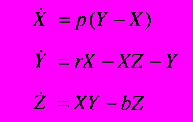 Ẋ = p(Y − X)
Ẏ = rX − XZ − Y
Ż = XY − bZ